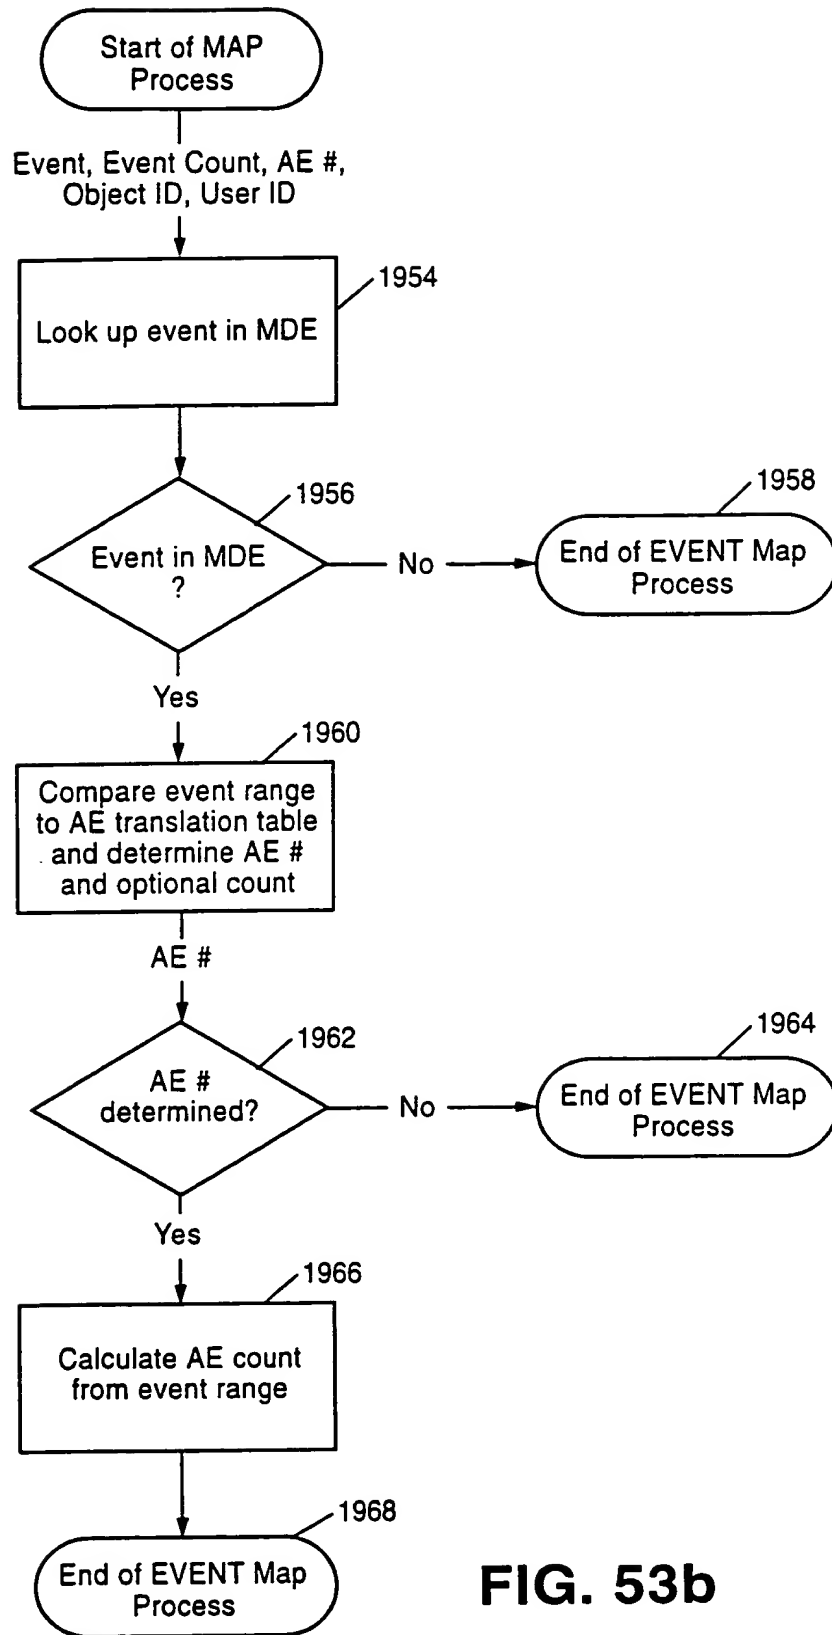 Start of MAP
Process
Event, Event Count, AE #,
Object ID, User ID
1954
Look up event in MDE
1956
Event in MDE
?
No
1958
End of EVENT Map
Process
Yes
1960
Compare event range
to AE translation table
and determine AE #
and optional count
AE #
1962
AE #
determined?
No
1964
End of EVENT Map
Process
Yes
1966
Calculate AE count
from event range
1968
End of EVENT Map
Process
FIG. 53b